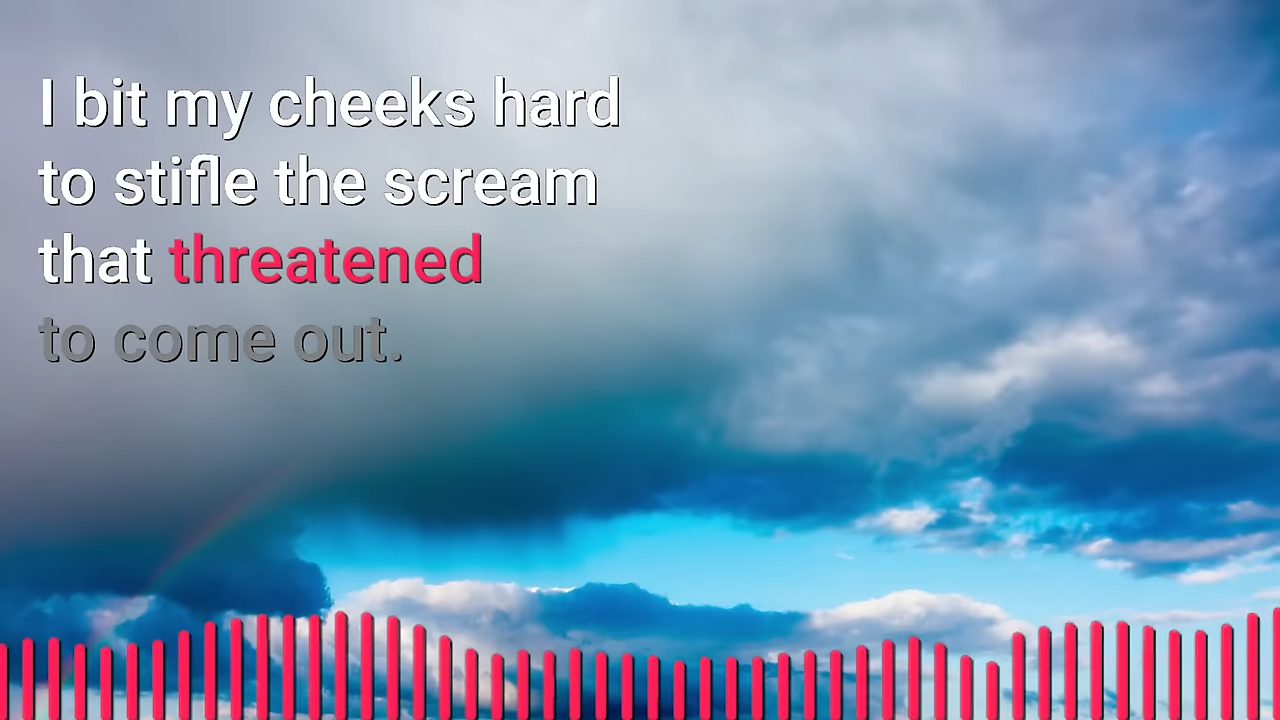 I bit my cheeks hard
to stifle the scream
that threatened
to come out.